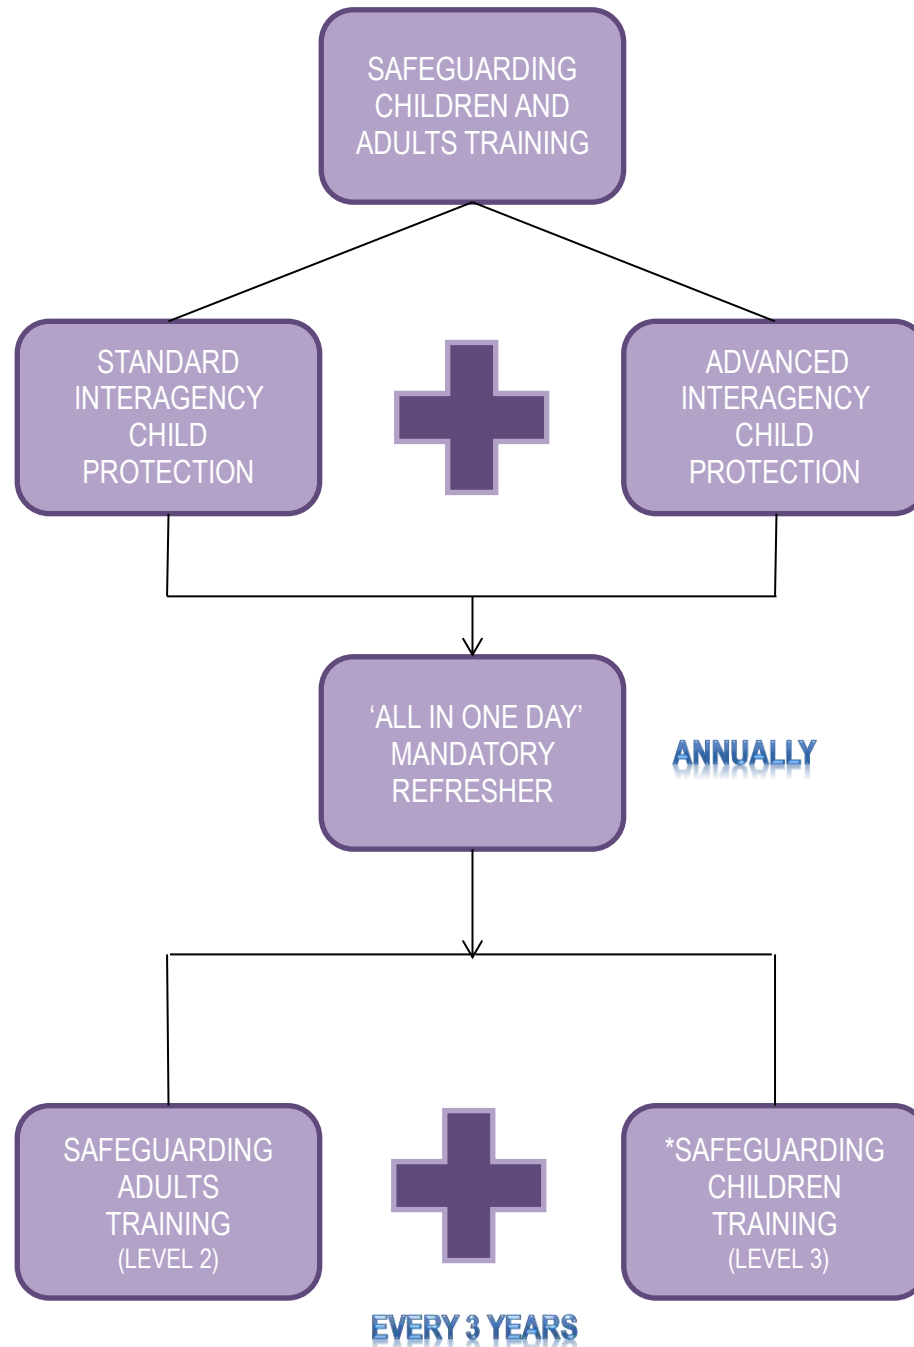 SAFEGUARDING
CHILDREN AND
ADULTS TRAINING
STANDARD
INTERAGENCY
CHILD
PROTECTION
ADVANCED
INTERAGENCY
CHILD
PROTECTION
‘ALL IN ONE DAY’
MANDATORY
REFRESHER
ANNUALLY
SAFEGUARDING
ADULTS
TRAINING
(LEVEL 2)
*SAFEGUARDING
CHILDREN
TRAINING
(LEVEL 3)
EVERY 3 YEARS